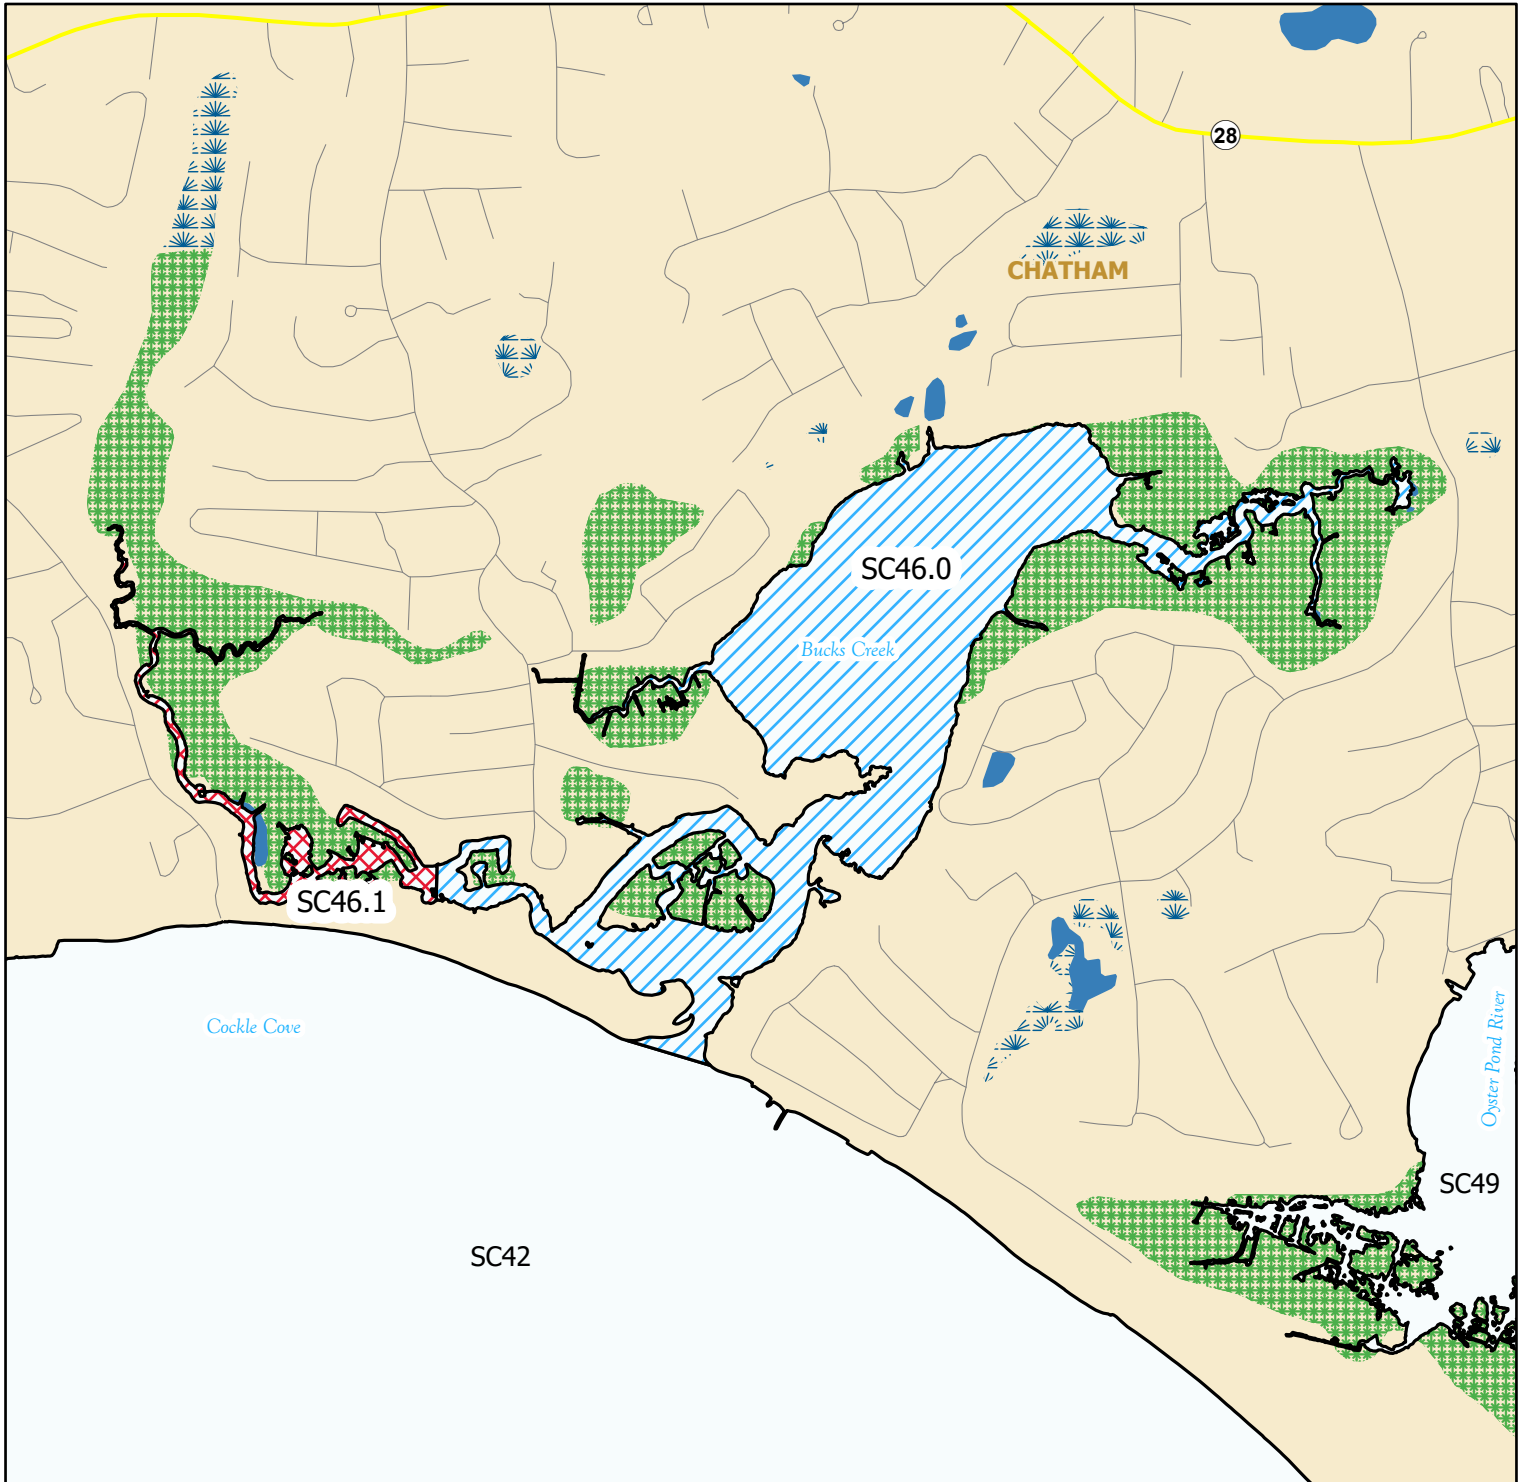 28
CHATHAM
SC46.0
Bucks Creek
SC46.1
Cockle Cove
Oyster Pond River
SC49
SC42